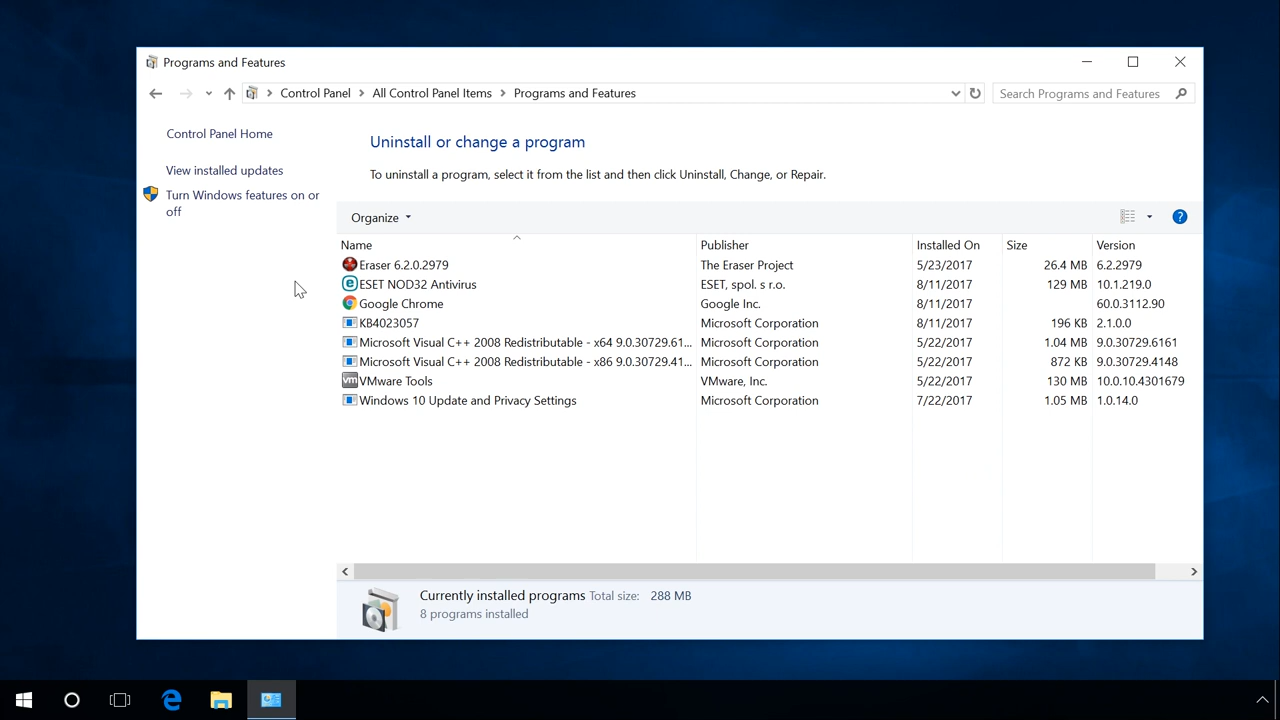 Programs and Features
Control Panel All Control Panel Items Programs and Features Search Programs and Features
Control Panel Home
View installed updates
Turn Windows features on or
off
Uninstall or change a program
To uninstall a program, select it from the list and then click Uninstall, Change, or Repair.
Organize
Name Publisher Installed On Size Version
Eraser 6.2.0.2979 The Eraser Project 5/23/2017 26.4 MB 6.2.2979
ESET NOD32 Antivirus ESET, spol. s r.o. 8/11/2017 129 MB 10.1.219.0
Google Chrome Google Inc. 8/11/2017 60.0.3112.90
KB4023057 Microsoft Corporation 8/11/2017 196 KB 2.1.0.0
Microsoft Visual C++ 2008 Redistributable - x64 9.0.30729.61... Microsoft Corporation 5/22/2017 1.04 MB 9.0.30729.6161
Microsoft Visual C++ 2008 Redistributable - x86 9.0.30729.41... Microsoft Corporation 5/22/2017 872 KB 9.0.30729.4148
vm VMware Tools VMware, Inc. 5/22/2017 130 MB 10.0.10.4301679
Windows 10 Update and Privacy Settings Microsoft Corporation 7/22/2017 1.05 MB 1.0.14.0
Currently installed programs Total size: 288 MB
8 programs installed